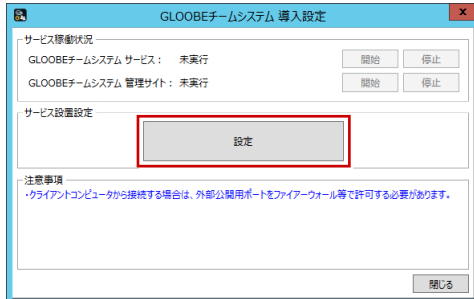 GLOOBEチームシステム 導入設定
x
サービス稼働状況
GLOOBEチームシステム サービス： 未実行 開始 停止
GLOOBEチームシステム 管理サイト： 未実行 開始 停止
サービス設置設定
設定
注意事項
・クライアントコンピュータから接続する場合は、外部公開用ポートをファイアーウォール等で許可する必要があります。
閉じる